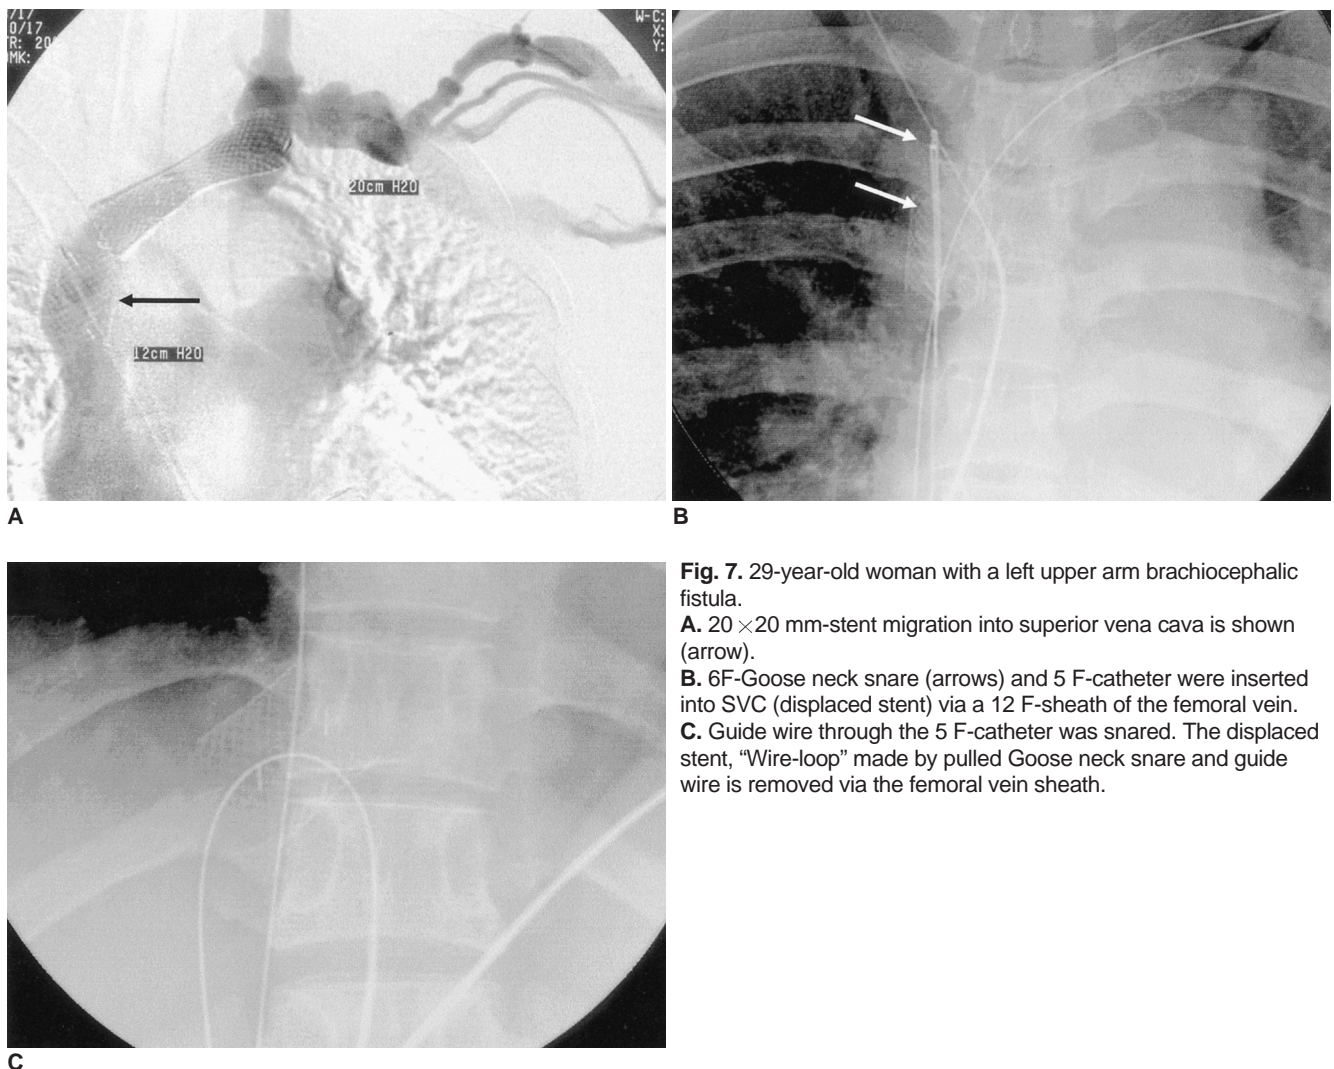 /17
0/17
MK:
W-C:
X:
Y:
20cm H2O
12cm H2O
A
B
C
Fig. 7. 29-year-old woman with a left upper arm brachiocephalic
fistula.
A. 20 ×20 mm-stent migration into superior vena cava is shown
(arrow).
B. 6F-Goose neck snare (arrows) and 5 F-catheter were inserted
into SVC (displaced stent) via a 12 F-sheath of the femoral vein.
C. Guide wire through the 5 F-catheter was snared. The displaced
stent, “Wire-loop” made by pulled Goose neck snare and guide
wire is removed via the femoral vein sheath.